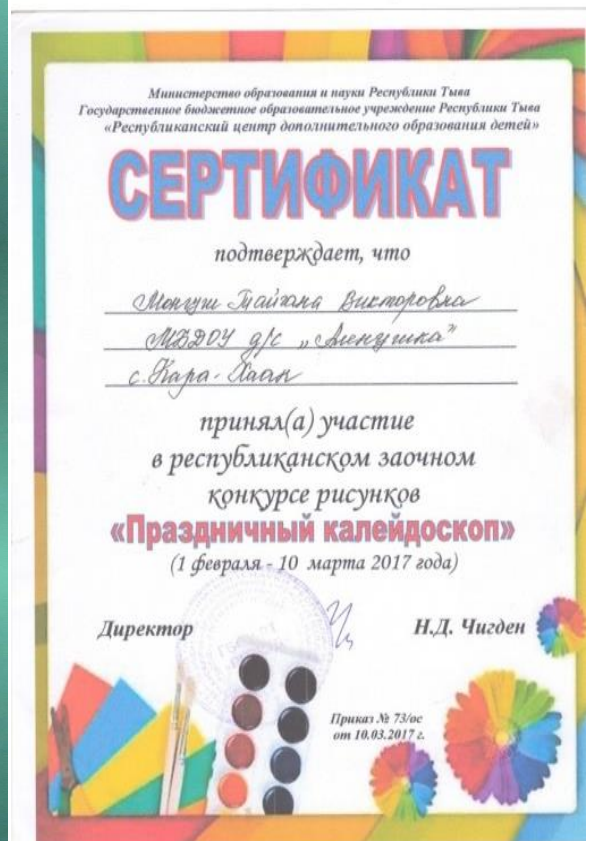 Министерство образования и науки Республики Тыва
Государственное бюджетное образовательное учреждение Республики Тыва
«Республиканский центр дополнительного образования детей»
СЕРТИФИКАТ
подтверждает, что
Монгуш Тайгана Викторовна
МБДОУ д/с „Аленушка"
с. Кара-Хаак
принял(а) участие
в республиканском заочном
конкурсе рисунков
«Праздничный калейдоскоп»
(1 февраля - 10 марта 2017 года)
Директор Н.Д. Чигден
Приказ № 73/ос
от 10.03.2017 г.